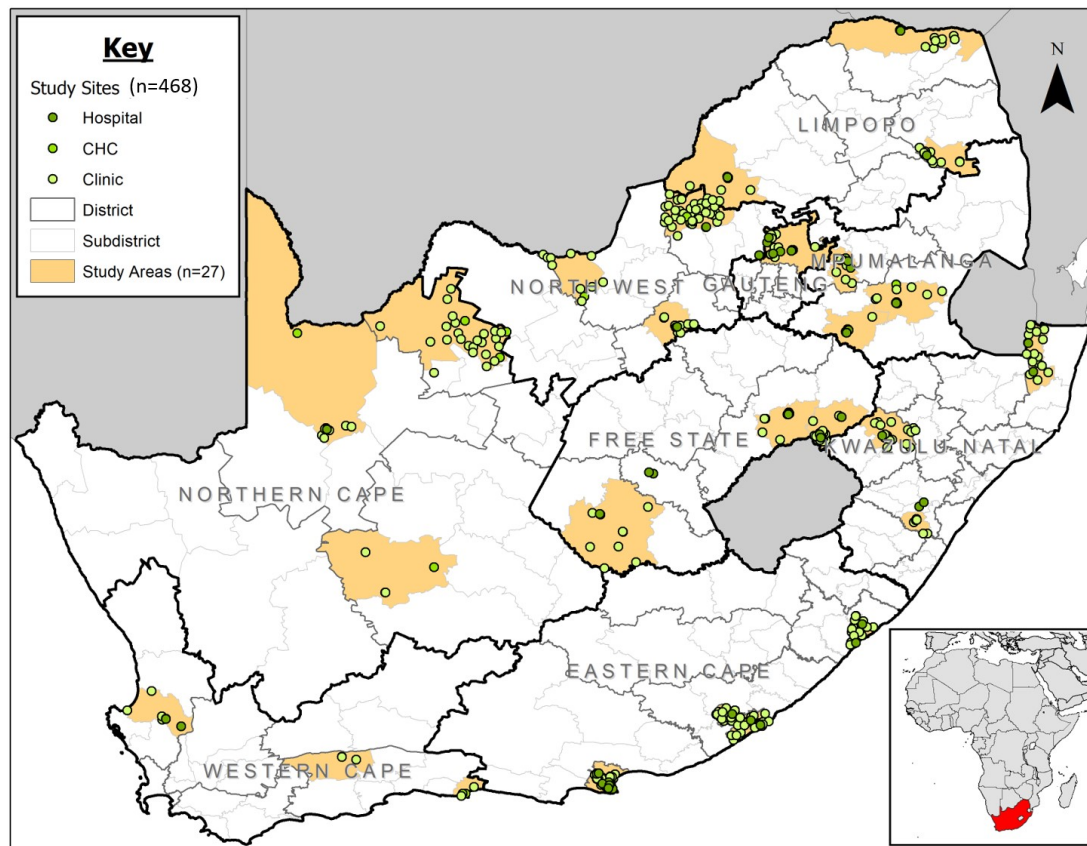 Key
Study Sites (n=468)
Hospital
CHC
Clinic
District
Subdistrict
Study Areas (n=27)
N
LIMPOPO
MPUMALANGA
NORTH WEST
GAUTENG
FREE STATE
KWAZULU-NATAL
NORTHERN CAPE
EASTERN CAPE
WESTERN CAPE